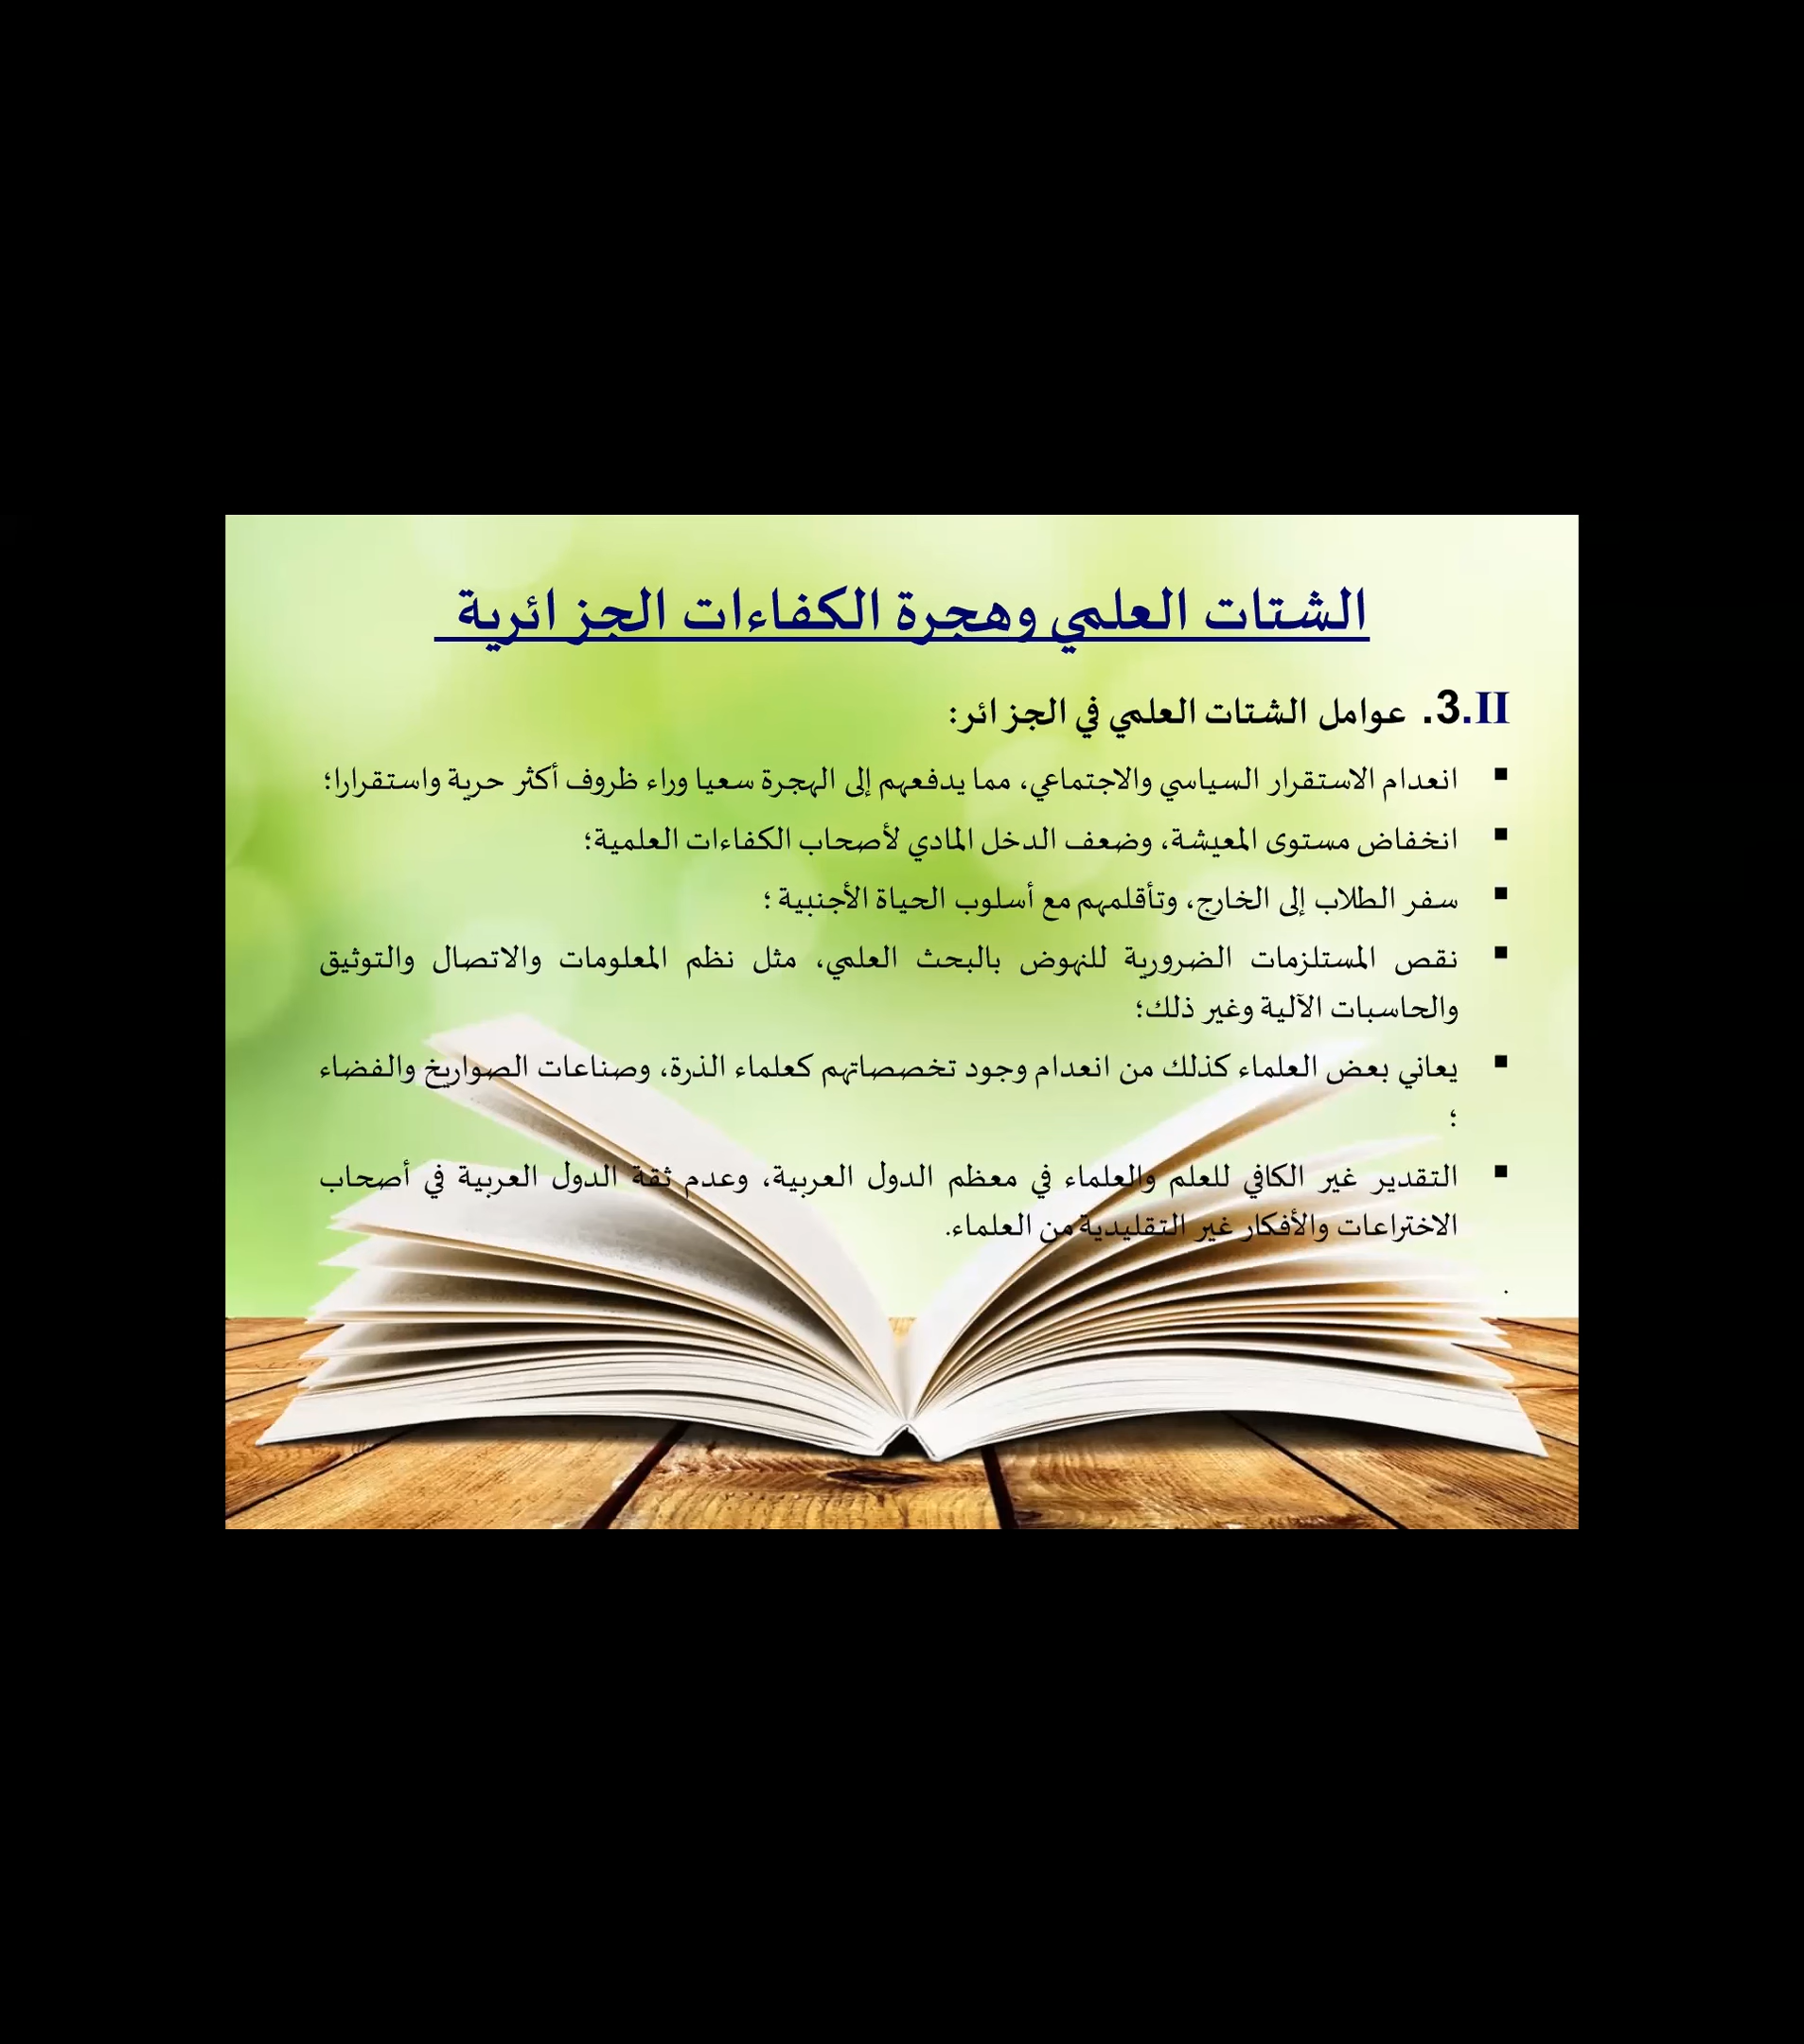 الشتات العلمي وهجرة الكفاءات الجزائرية
3.II. عوامل الشتات العلمي في الجزائر:
▪ انعدام الاستقرار السياسي والاجتماعي، مما يدفعهم إلى الهجرة سعيا وراء ظروف أكثر حرية واستقرارا؛
▪ انخفاض مستوى المعيشة، وضعف الدخل المادي لأصحاب الكفاءات العلمية؛
▪ سفر الطلاب إلى الخارج، وتأقلمهم مع أسلوب الحياة الأجنبية ؛
▪ نقص المستلزمات الضرورية للنهوض بالبحث العلمي، مثل نظم المعلومات والاتصال والتوثيق
والحاسبات الآلية وغير ذلك؛
▪ يعاني بعض العلماء كذلك من انعدام وجود تخصصاتهم كعلماء الذرة، وصناعات الصواريخ والفضاء
؛
▪ التقدير غير الكافي للعلم والعلماء في معظم الدول العربية، وعدم ثقة الدول العربية في أصحاب
الاختراعات والأفكار غير التقليدية من العلماء.
.